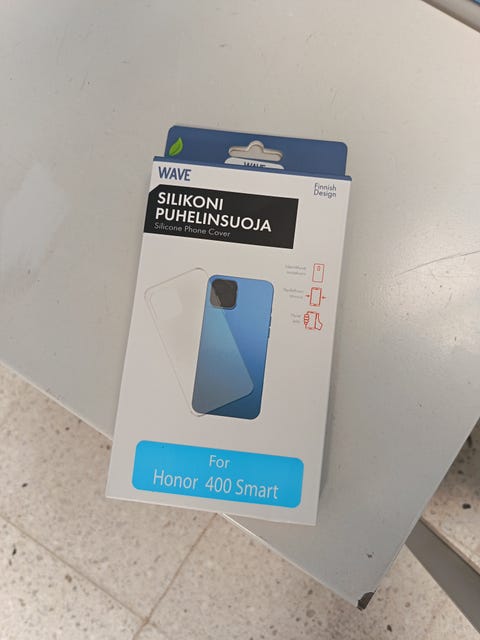 WAVE
WAVE
Finnish
Design
SILIKONI
PUHELINSUOJA
Silicone Phone Cover
For
Honor 400 Smart